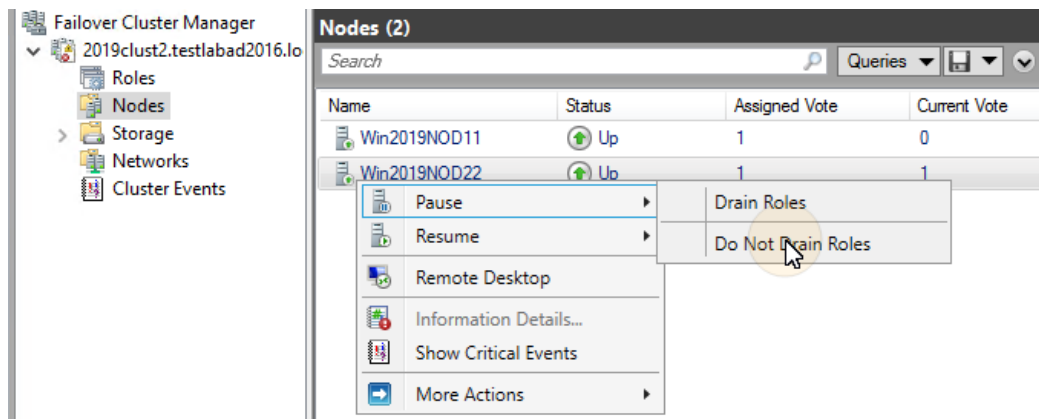 Failover Cluster Manager
2019clust2.testlabad2016.lo
Roles
Nodes
Storage
Networks
Cluster Events
Nodes (2)
Search
Queries
Name Status Assigned Vote Current Vote
Win2019NOD11 Up 1 0
Win2019NOD22 Up 1 1
Pause
Resume
Remote Desktop
Information Details...
Show Critical Events
More Actions
Drain Roles
Do Not Drain Roles